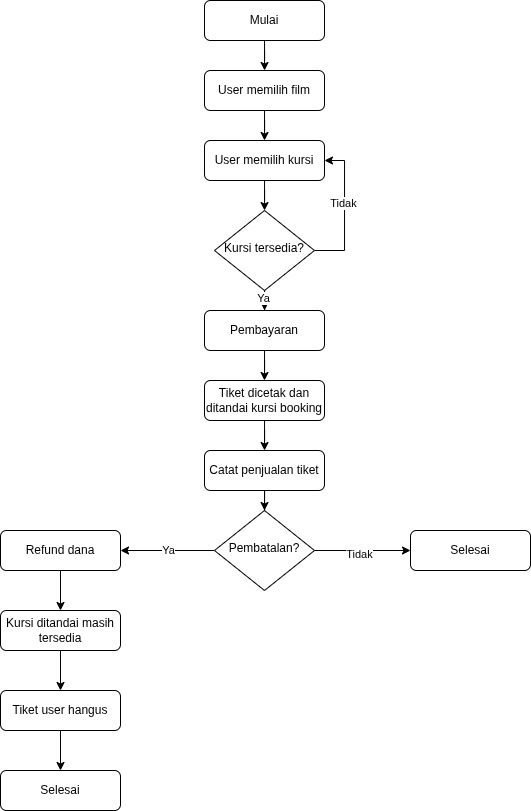 Mulai
User memilih film
User memilih kursi
Tidak
Kursi tersedia?
Ya
Pembayaran
Tiket dicetak dan
ditandai kursi booking
Catat penjualan tiket
Refund dana
Ya
Pembatalan?
Tidak
Selesai
Kursi ditandai masih
tersedia
Tiket user hangus
Selesai